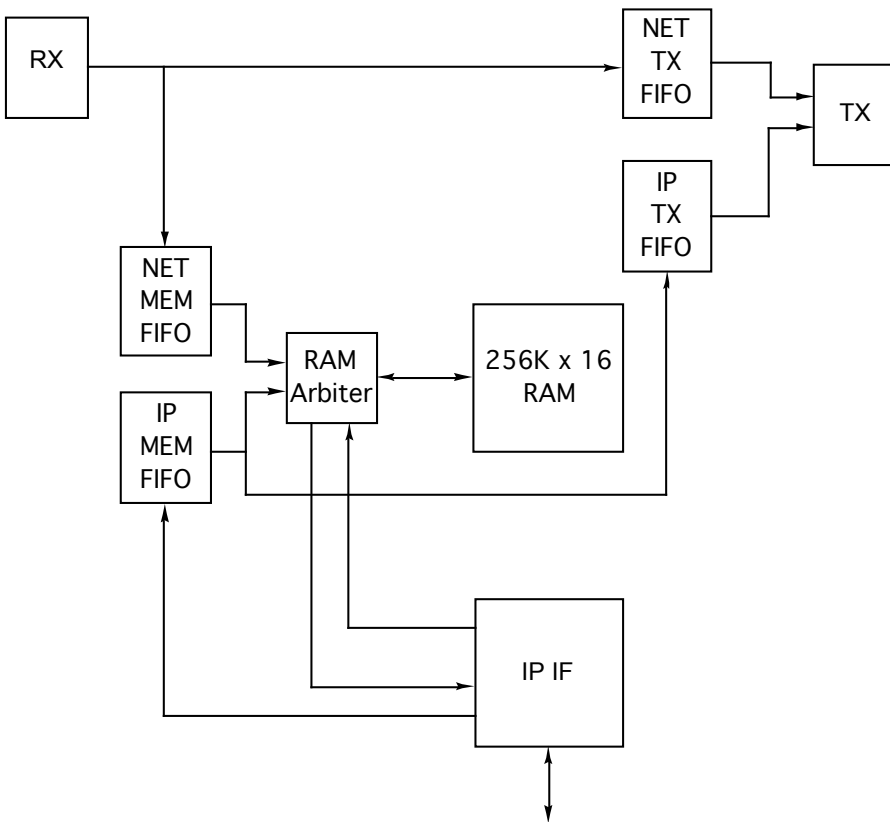 RX
NET
TX
FIFO
TX
IP
TX
FIFO
NET
MEM
FIFO
RAM
Arbiter
256K x 16
RAM
IP
MEM
FIFO
IP IF